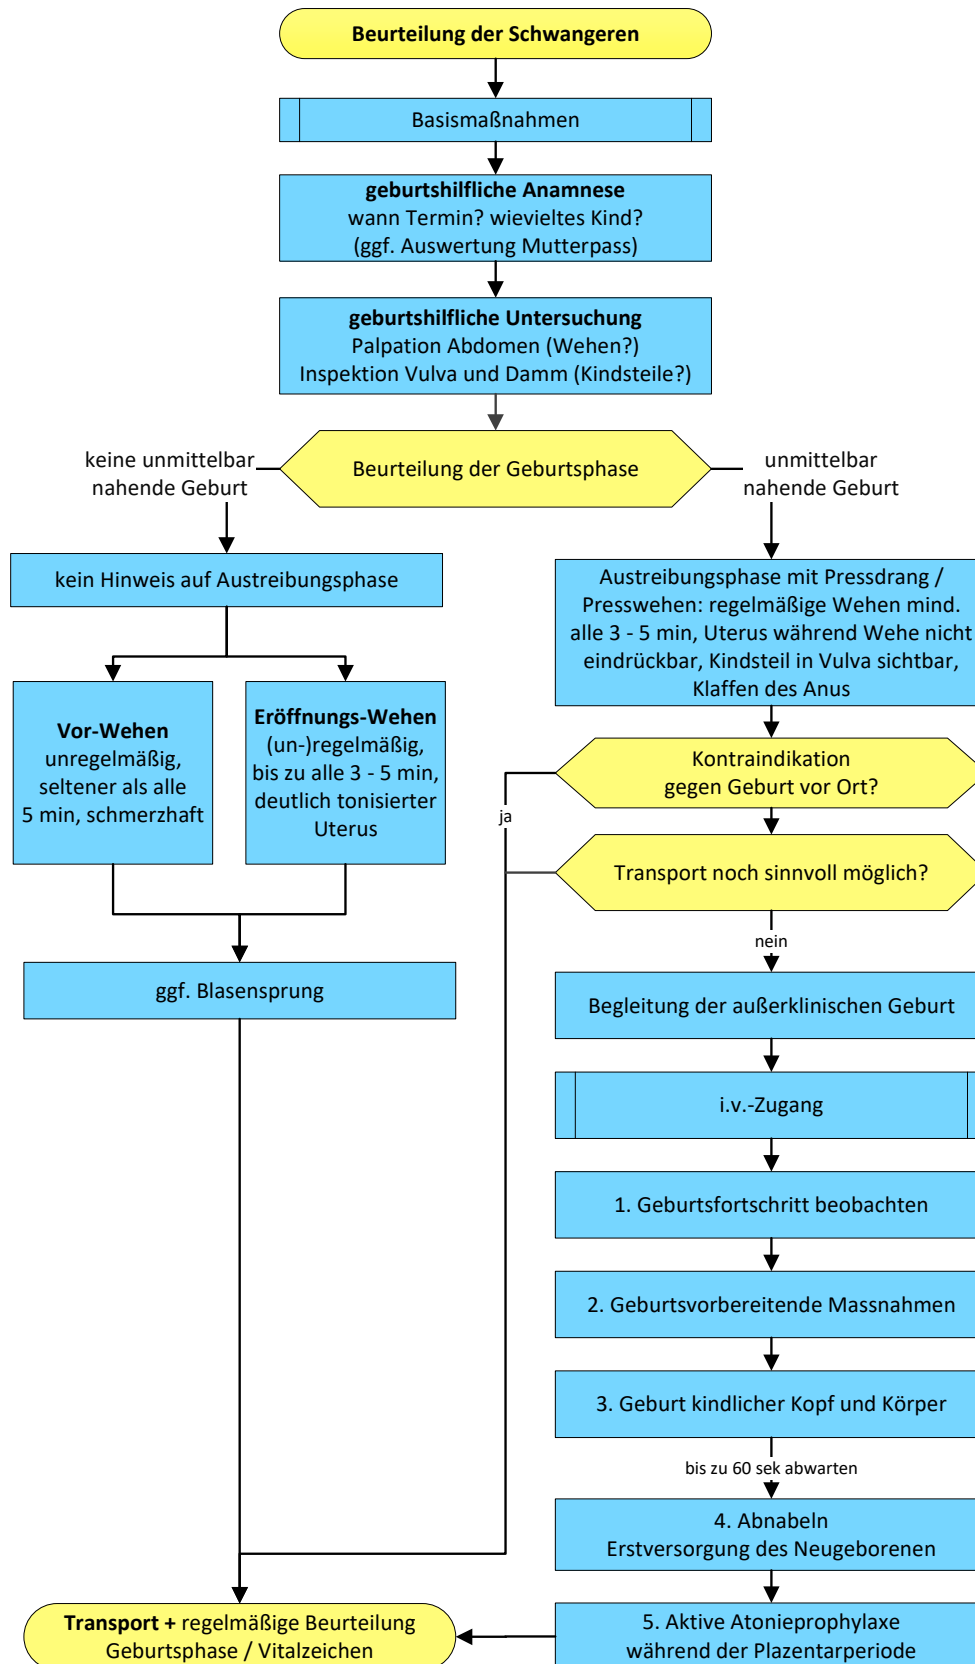 Beurteilung der Schwangeren
Basismaßnahmen
geburtshilfliche Anamnese
wann Termin? wievieltes Kind?
(ggf. Auswertung Mutterpass)
geburtshilfliche Untersuchung
Palpation Abdomen (Wehen?)
Inspektion Vulva und Damm (Kindsteile?)
Beurteilung der Geburtsphase
keine unmittelbar
nahende Geburt
unmittelbar
nahende Geburt
kein Hinweis auf Austreibungsphase
Vor-Wehen
unregelmäßig,
seltener als alle
5 min, schmerzhaft
Eröffnungs-Wehen
(un-)regelmäßig,
bis zu alle 3 - 5 min,
deutlich tonisierter
Uterus
ggf. Blasensprung
Austreibungsphase mit Pressdrang /
Presswehen: regelmäßige Wehen mind.
alle 3 - 5 min, Uterus während Wehe nicht
eindrückbar, Kindsteil in Vulva sichtbar,
Klaffen des Anus
Kontraindikation
gegen Geburt vor Ort?
ja
Transport noch sinnvoll möglich?
nein
Begleitung der außerklinischen Geburt
i.v.-Zugang
1. Geburtsfortschritt beobachten
2. Geburtsvorbereitende Massnahmen
3. Geburt kindlicher Kopf und Körper
bis zu 60 sek abwarten
4. Abnabeln
Erstversorgung des Neugeborenen
5. Aktive Atonieprophylaxe
während der Plazentarperiode
Transport + regelmäßige Beurteilung
Geburtsphase / Vitalzeichen